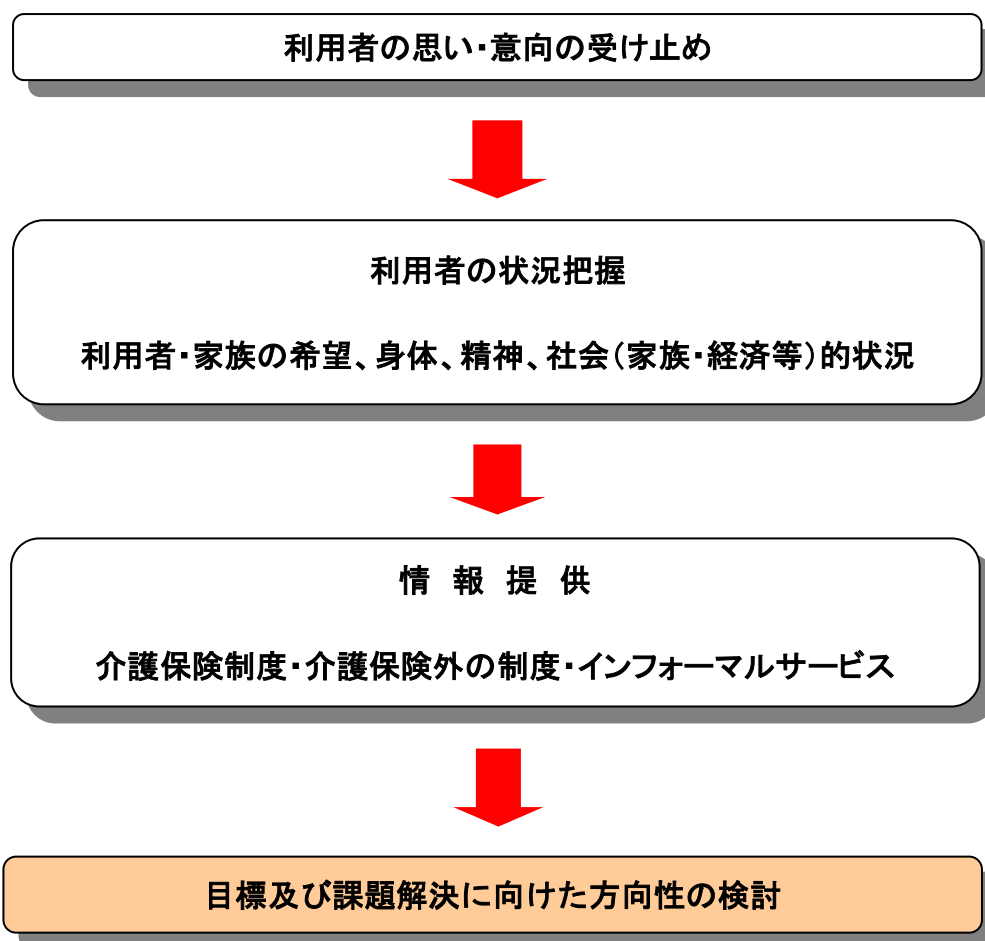 利用者の思い・意向の受け止め
利用者の状況把握
利用者・家族の希望、身体、精神、社会（家族・経済等）的状況
情　報　提　供
介護保険制度・介護保険外の制度・インフォーマルサービス
目標及び課題解決に向けた方向性の検討